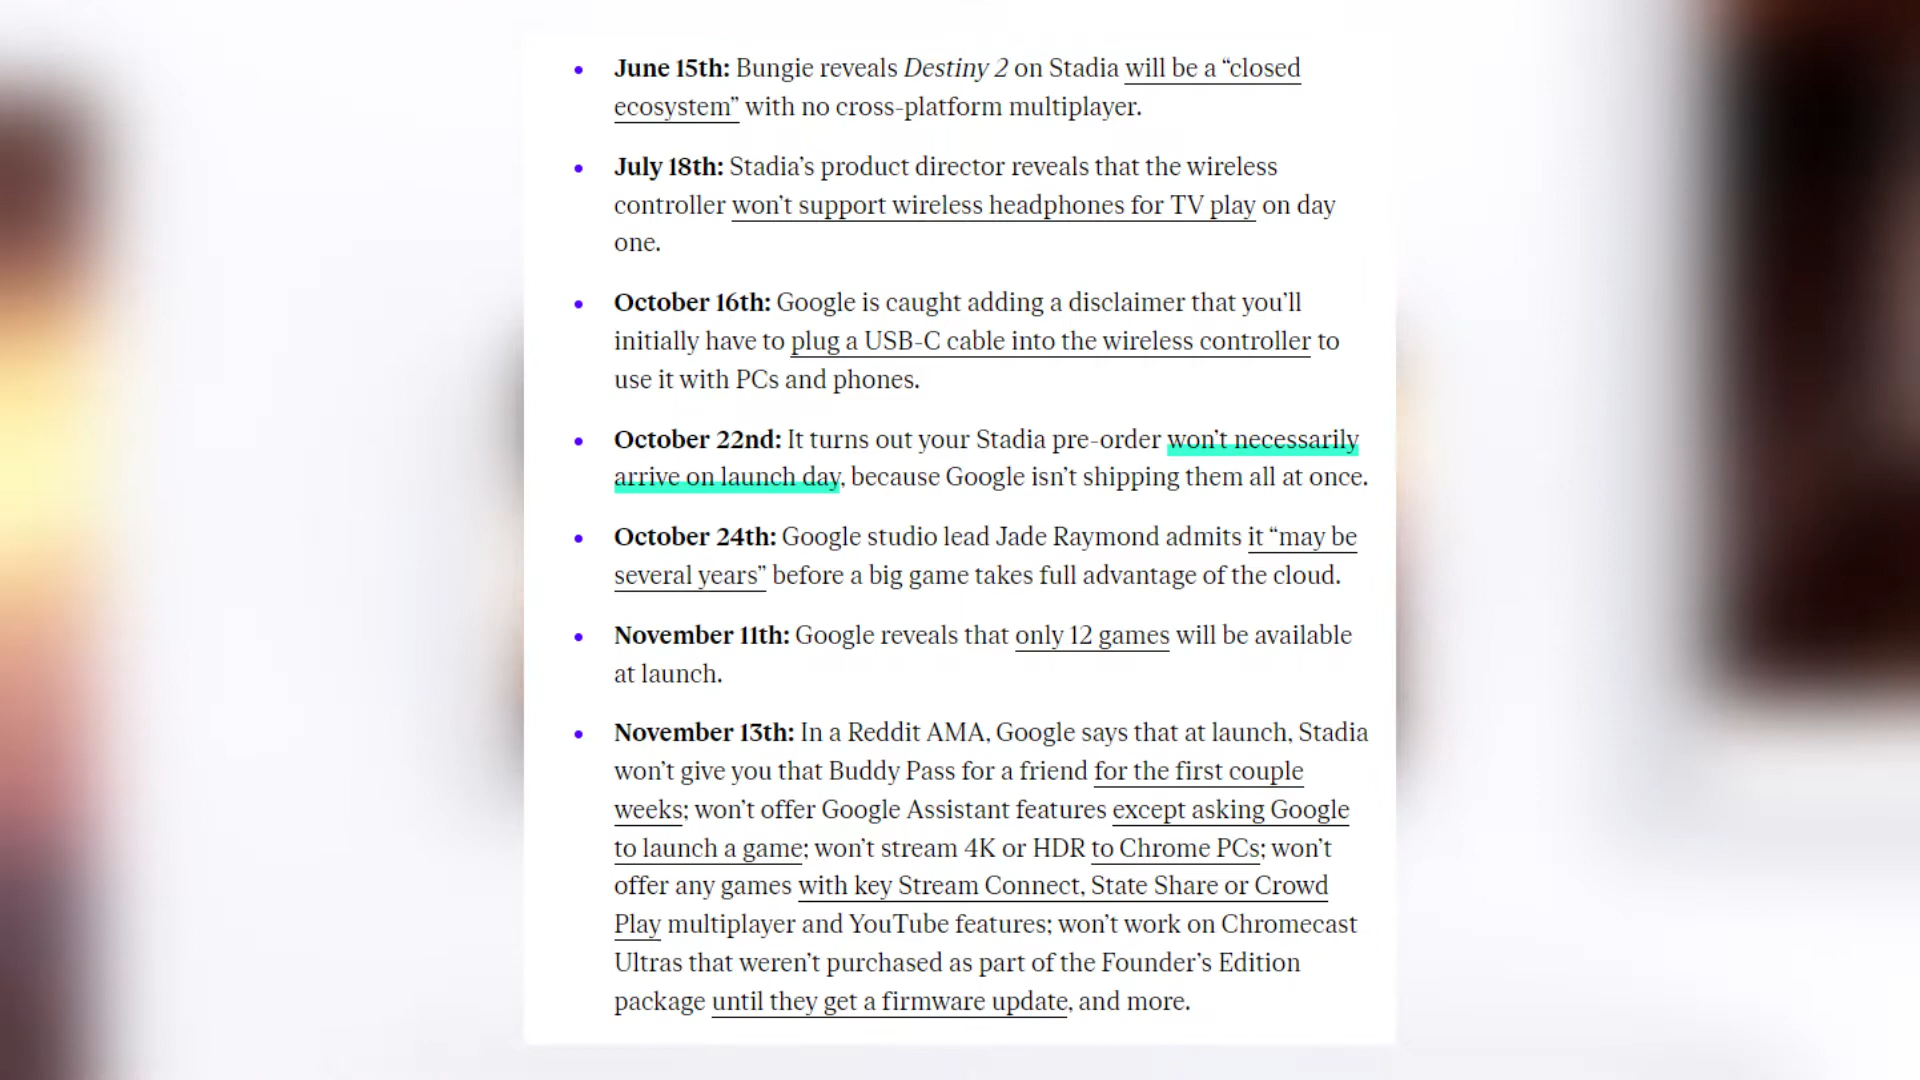 June 15th: Bungie reveals Destiny 2 on Stadia will be a “closed
ecosystem” with no cross-platform multiplayer.
July 18th: Stadia’s product director reveals that the wireless
controller won’t support wireless headphones for TV play on day
one.
October 16th: Google is caught adding a disclaimer that you’ll
initially have to plug a USB-C cable into the wireless controller to
use it with PCs and phones.
October 22nd: It turns out your Stadia pre-order won’t necessarily
arrive on launch day, because Google isn’t shipping them all at once.
October 24th: Google studio lead Jade Raymond admits it “may be
several years” before a big game takes full advantage of the cloud.
November 11th: Google reveals that only 12 games will be available
at launch.
November 13th: In a Reddit AMA, Google says that at launch, Stadia
won’t give you that Buddy Pass for a friend for the first couple
weeks; won’t offer Google Assistant features except asking Google
to launch a game; won’t stream 4K or HDR to Chrome PCs; won’t
offer any games with key Stream Connect, State Share or Crowd
Play multiplayer and YouTube features; won’t work on Chromecast
Ultras that weren’t purchased as part of the Founder’s Edition
package until they get a firmware update, and more.